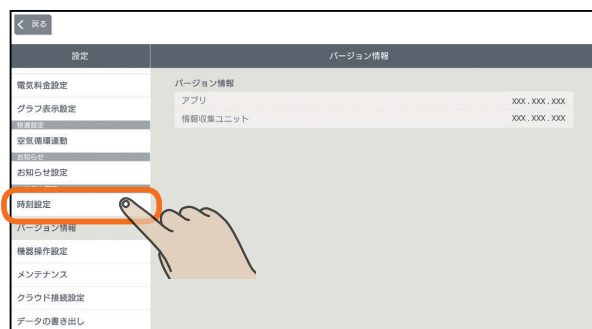 戻る
設定
バージョン情報
電気料金設定
グラフ表示設定
快適設定
空気循環連動
お知らせ
お知らせ設定
時刻設定
バージョン情報
機器操作設定
メンテナンス
クラウド接続設定
データの書き出し
バージョン情報
アプリ XXX.XXX.XXX
情報収集ユニット XXX.XXX.XXX